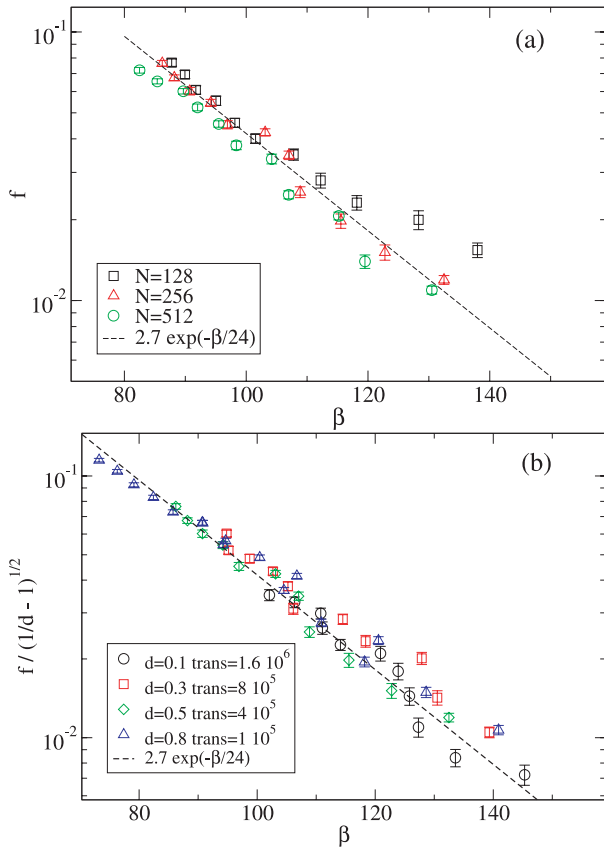 (a)
10^-1
10^-2
f
N=128
N=256
N=512
2.7 exp(-β/24)
80 100 120 140
β
(b)
10^-1
10^-2
f / (1/d - 1)^1/2
d=0.1 trans=1.6 10^6
d=0.3 trans=8 10^5
d=0.5 trans=4 10^5
d=0.8 trans=1 10^5
2.7 exp(-β/24)
80 100 120 140
β